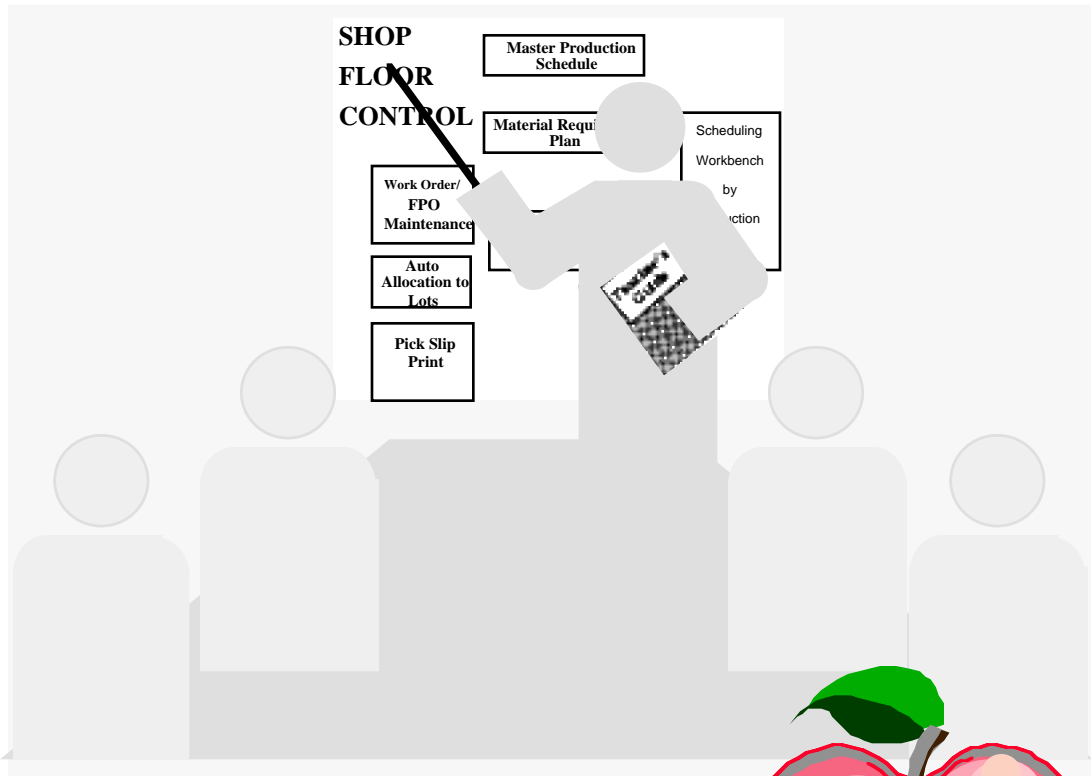 SHOP
FLOOR
CONTROL
Master Production
Schedule
Material Requi
Plan
Scheduling
Workbench
by
uction
Work Order/
FPO
Maintenance
Auto
Allocation to
Lots
Pick Slip
Print